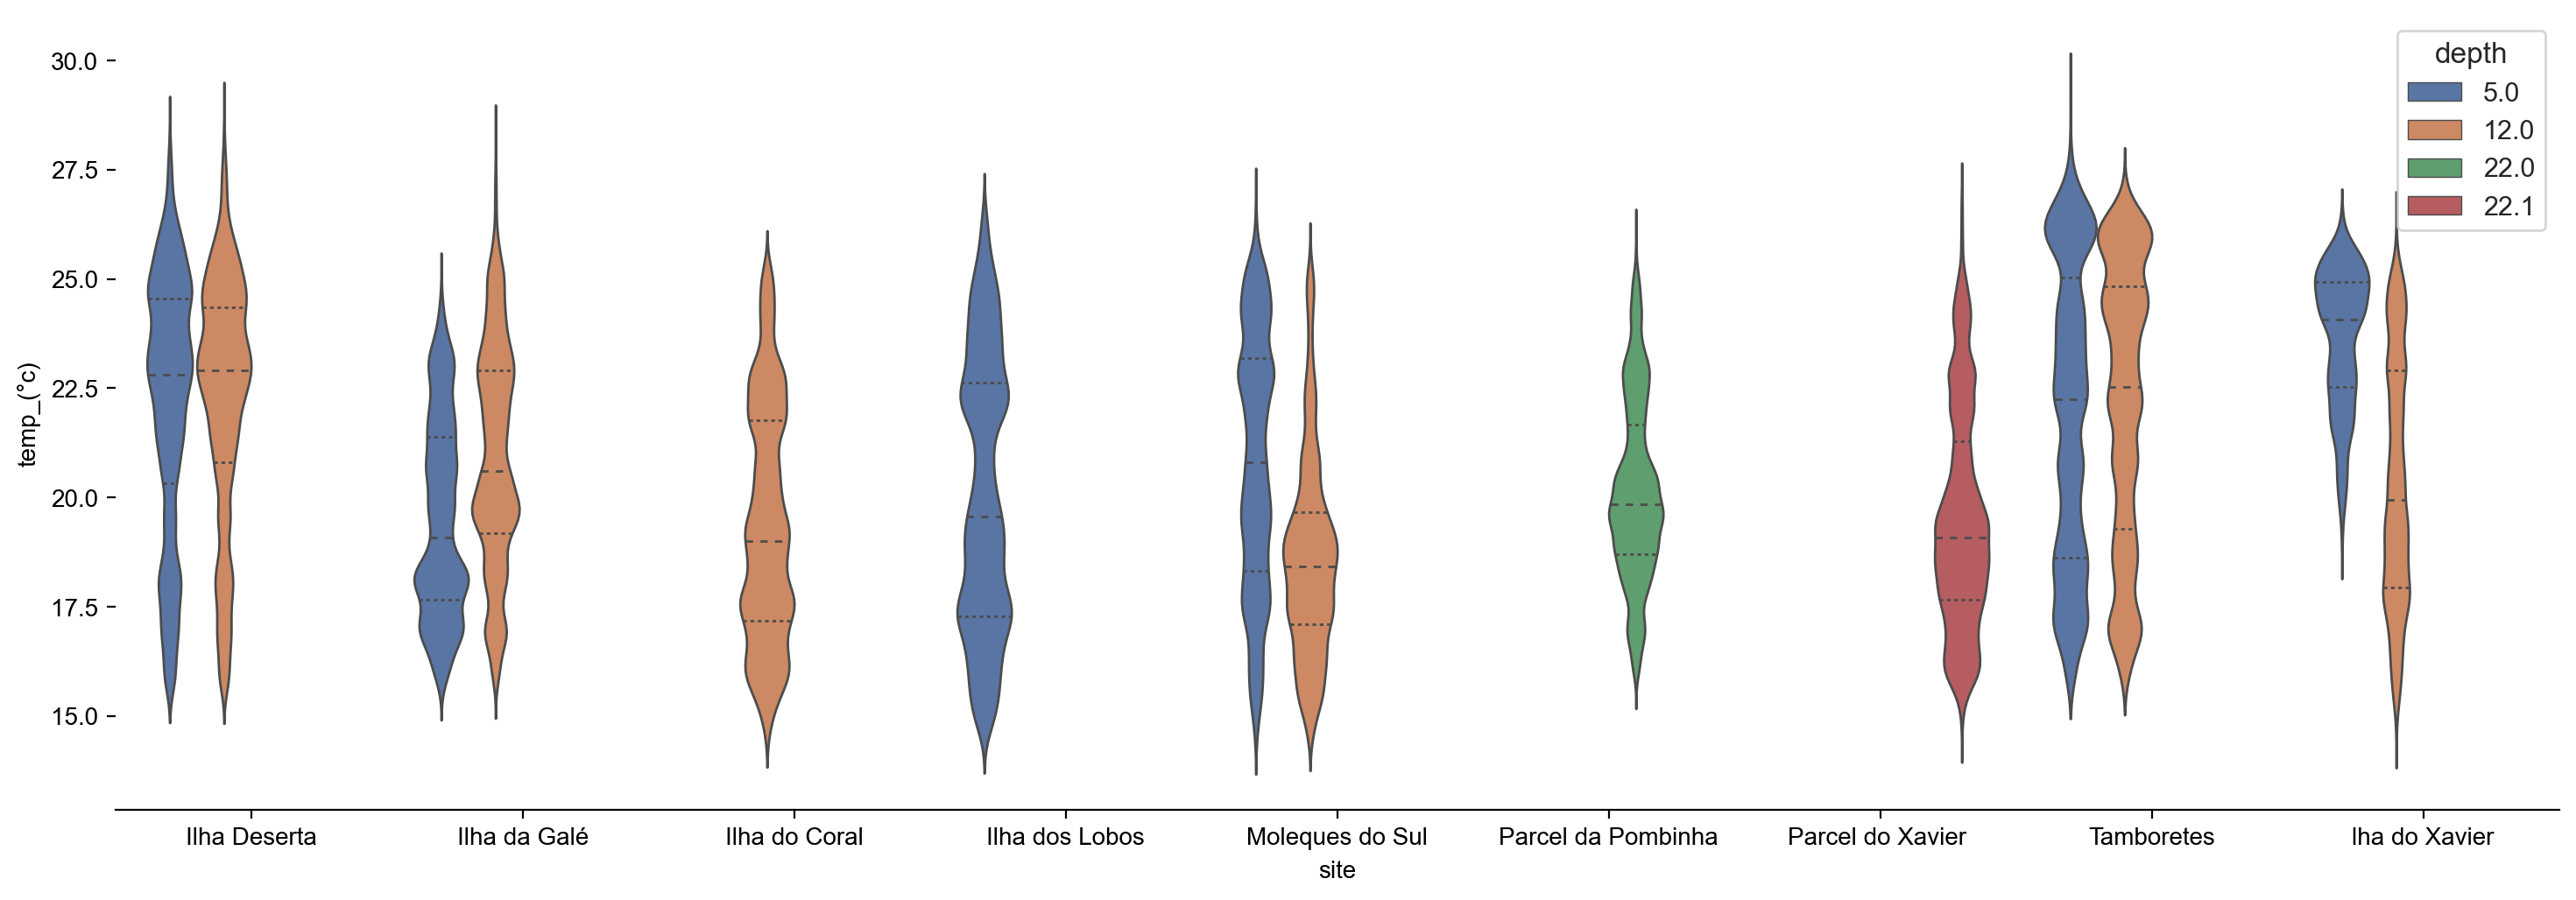 depth
5.0
12.0
22.0
22.1
30.0
27.5
25.0
22.5
20.0
17.5
15.0
temp_(°c)
Ilha Deserta
Ilha da Galé
Ilha do Coral
Ilha dos Lobos
Moleques do Sul
Parcel da Pombinha
Parcel do Xavier
Tamboretes
lha do Xavier
site